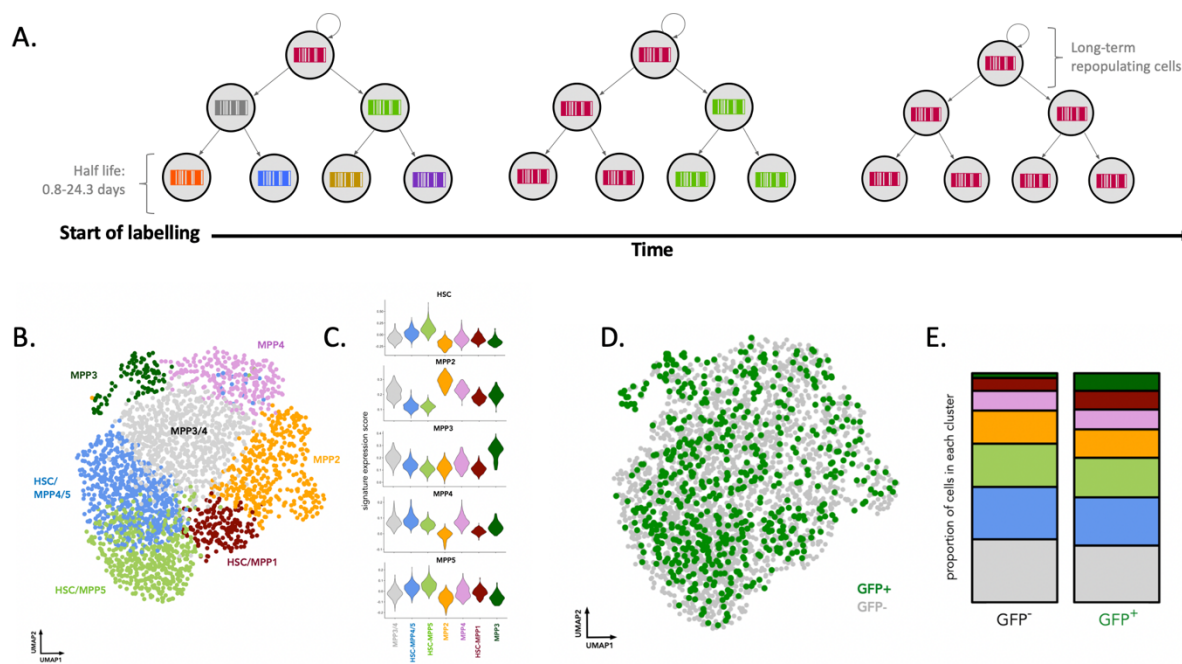 A.
Long-term
repopulating cells
Half life:
0.8-24.3 days
Start of labelling
Time
B.
MPP4
MPP3
MPP3/4
MPP2
HSC/
MPP4/5
HSC/MPP1
HSC/MPP5
UMAP2
UMAP1
C.
signature expression score
HSC
MPP2
MPP3
MPP4
MPP5
MPP3/4
HSC-MPP4/5
HSC-MPP5
MPP2
MPP4
HSC-MPP1
MPP3
D.
GFP+
GFP-
UMAP2
UMAP1
E.
proportion of cells in each cluster
GFP⁻
GFP⁺